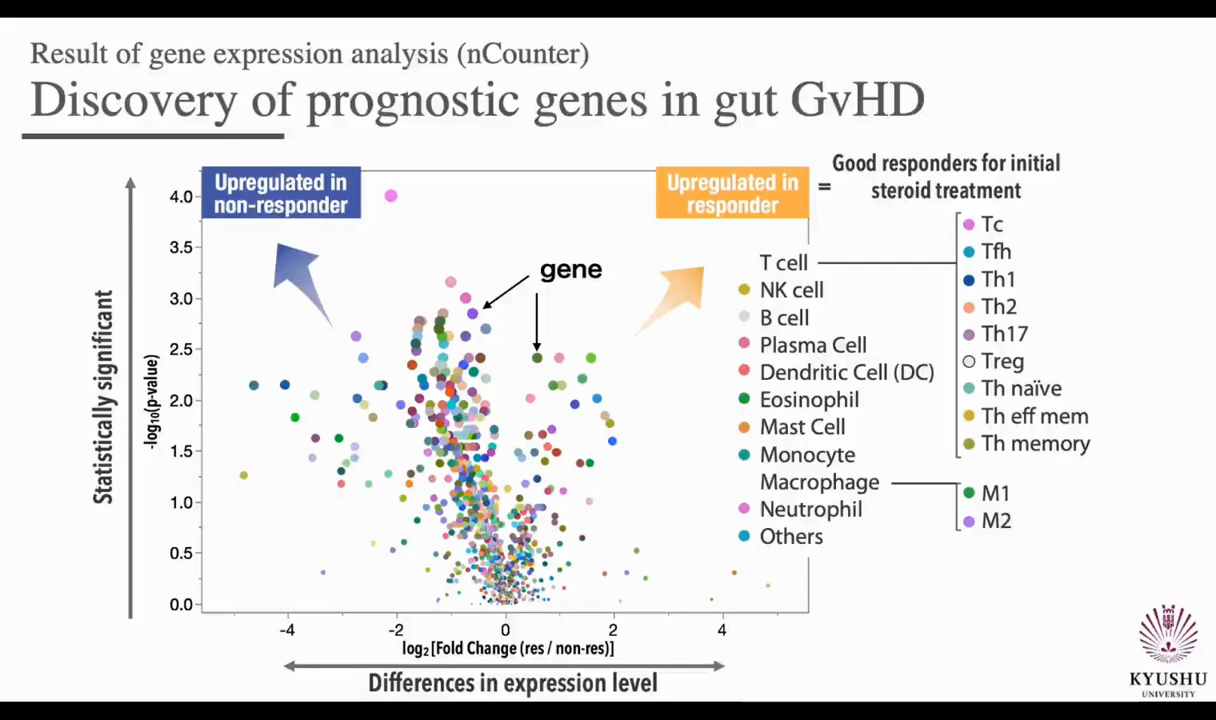 Result of gene expression analysis (nCounter)
Discovery of prognostic genes in gut GvHD
Upregulated in
non-responder
Upregulated in
responder
=
Good responders for initial
steroid treatment
gene
T cell
NK cell
B cell
Plasma Cell
Dendritic Cell (DC)
Eosinophil
Mast Cell
Monocyte
Macrophage
Neutrophil
Others
Tc
Tfh
Th1
Th2
Th17
Treg
Th naïve
Th eff mem
Th memory
M1
M2
Statistically significant
-log₁₀(p-value)
4.0
3.5
3.0
2.5
2.0
1.5
1.0
0.5
0.0
-4 -2 0 2 4
log₂ [Fold Change (res / non-res)]
Differences in expression level
KYUSHU
UNIVERSITY